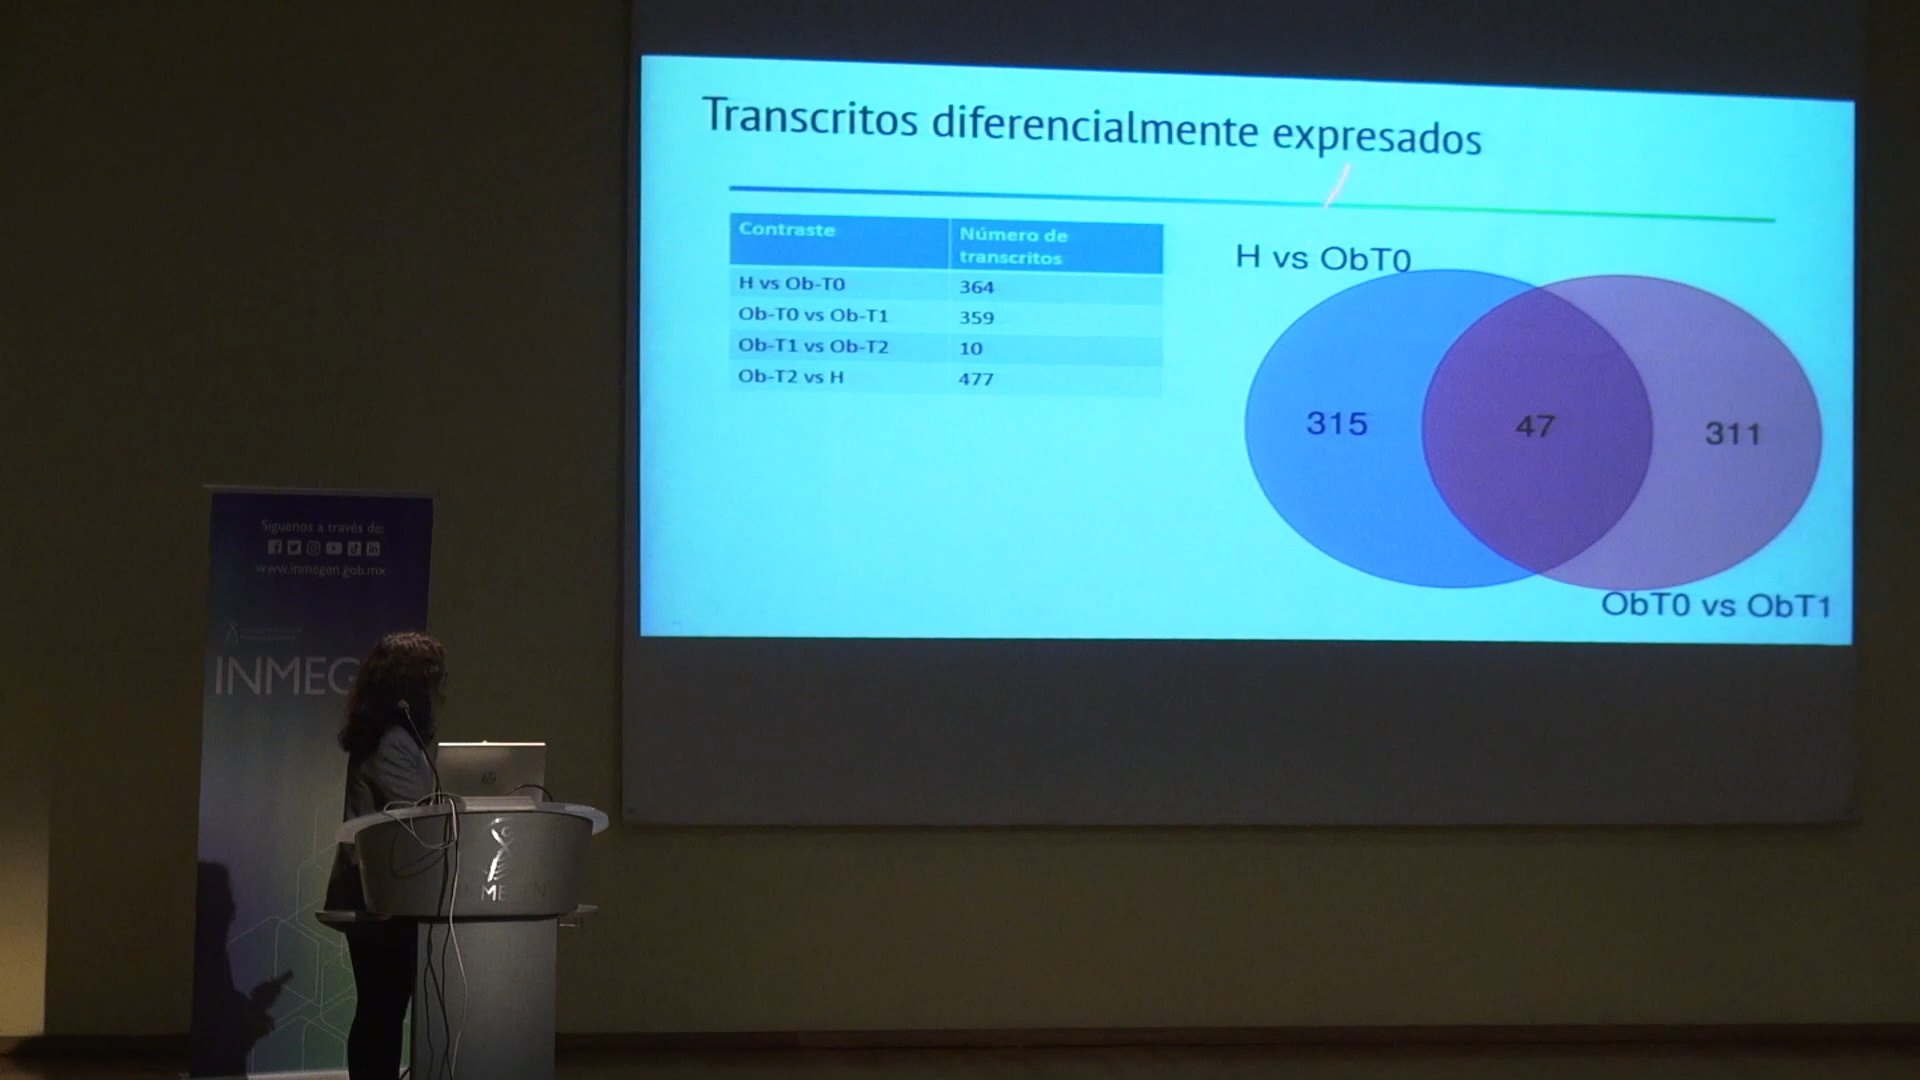 Transcritos diferencialmente expresados
Contraste
Número de
transcritos
H vs Ob-T0
364
Ob-T0 vs Ob-T1
359
Ob-T1 vs Ob-T2
10
Ob-T2 vs H
477
H vs ObT0
315
47
311
ObT0 vs ObT1
Síguenos a través de:
www.inmegen.gob.mx